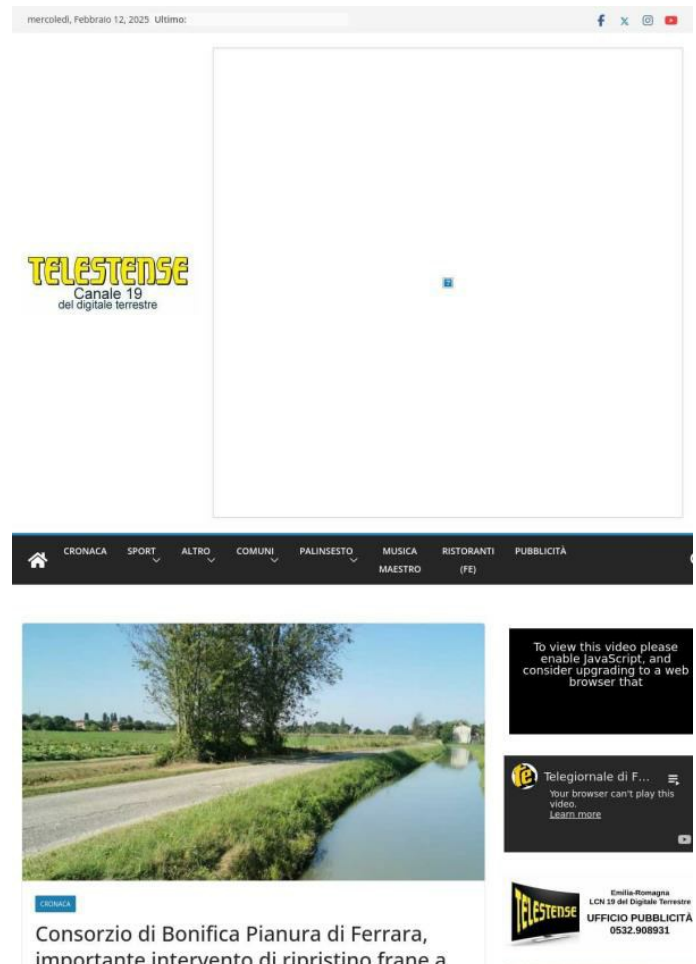 mercoledì, Febbraio 12, 2025 Ultimo:
TELESTENSE
Canale 19
del digitale terrestre
CRONACA SPORT ALTRO COMUNI PALINSESTO MUSICA MAESTRO RISTORANTI (FE) PUBBLICITÀ
To view this video please
enable JavaScript, and
consider upgrading to a web
browser that
Telegiornale di F...
Your browser can't play this
video.
Learn more
CRONACA
TELESTENSE
Emilia-Romagna
LCN 19 del Digitale Terrestre
UFFICIO PUBBLICITÀ
0532.908931
Consorzio di Bonifica Pianura di Ferrara,
importante intervento di ripristino frane a